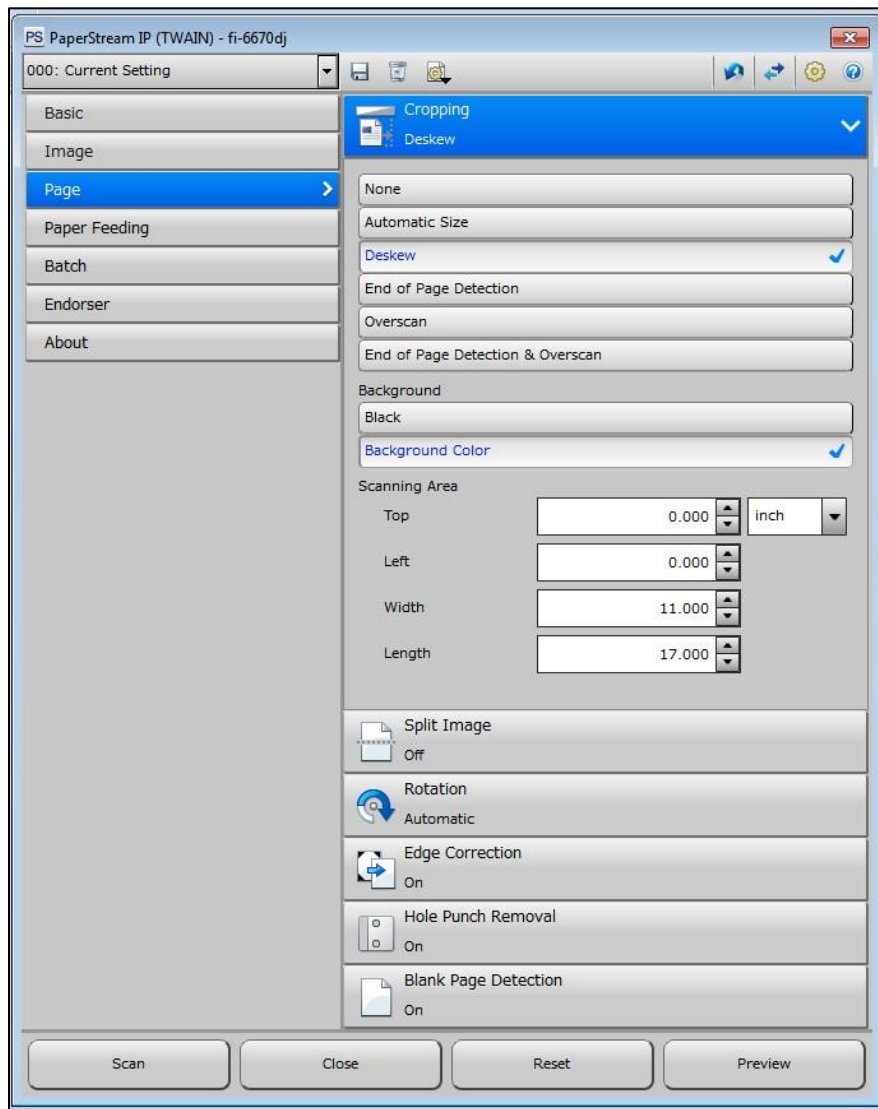 PS PaperStream IP (TWAIN) - fi-6670dj
000: Current Setting
Basic
Image
Page
Paper Feeding
Batch
Endorser
About
Cropping
Deskew
None
Automatic Size
Deskew
End of Page Detection
Overscan
End of Page Detection & Overscan
Background
Black
Background Color
Scanning Area
Top 0.000 inch
Left 0.000
Width 11.000
Length 17.000
Split Image
Off
Rotation
Automatic
Edge Correction
On
Hole Punch Removal
On
Blank Page Detection
On
Scan Close Reset Preview